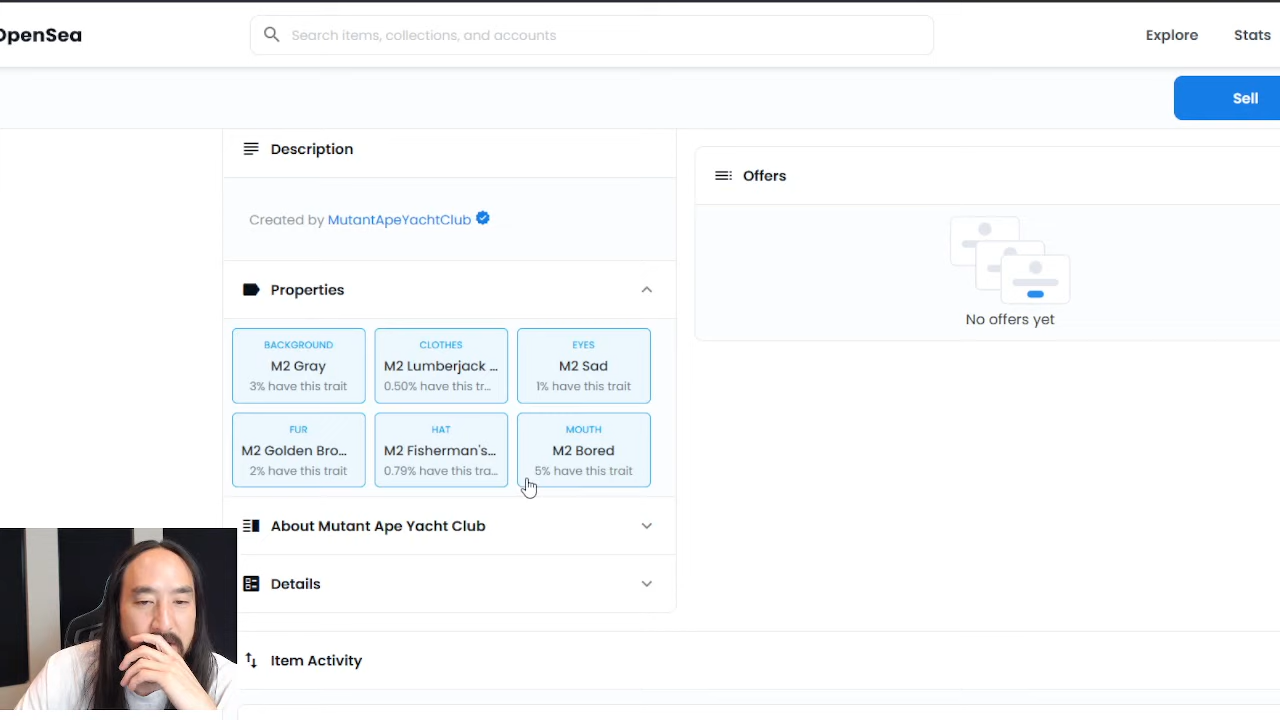 OpenSea
Search items, collections, and accounts
Explore
Stats
Sell
Description
Created by MutantApeYachtClub
Properties
BACKGROUND
M2 Gray
3% have this trait
CLOTHES
M2 Lumberjack ...
0.50% have this tr...
EYES
M2 Sad
1% have this trait
FUR
M2 Golden Bro...
2% have this trait
HAT
M2 Fisherman's...
0.79% have this tra...
MOUTH
M2 Bored
5% have this trait
About Mutant Ape Yacht Club
Details
Item Activity
Offers
No offers yet